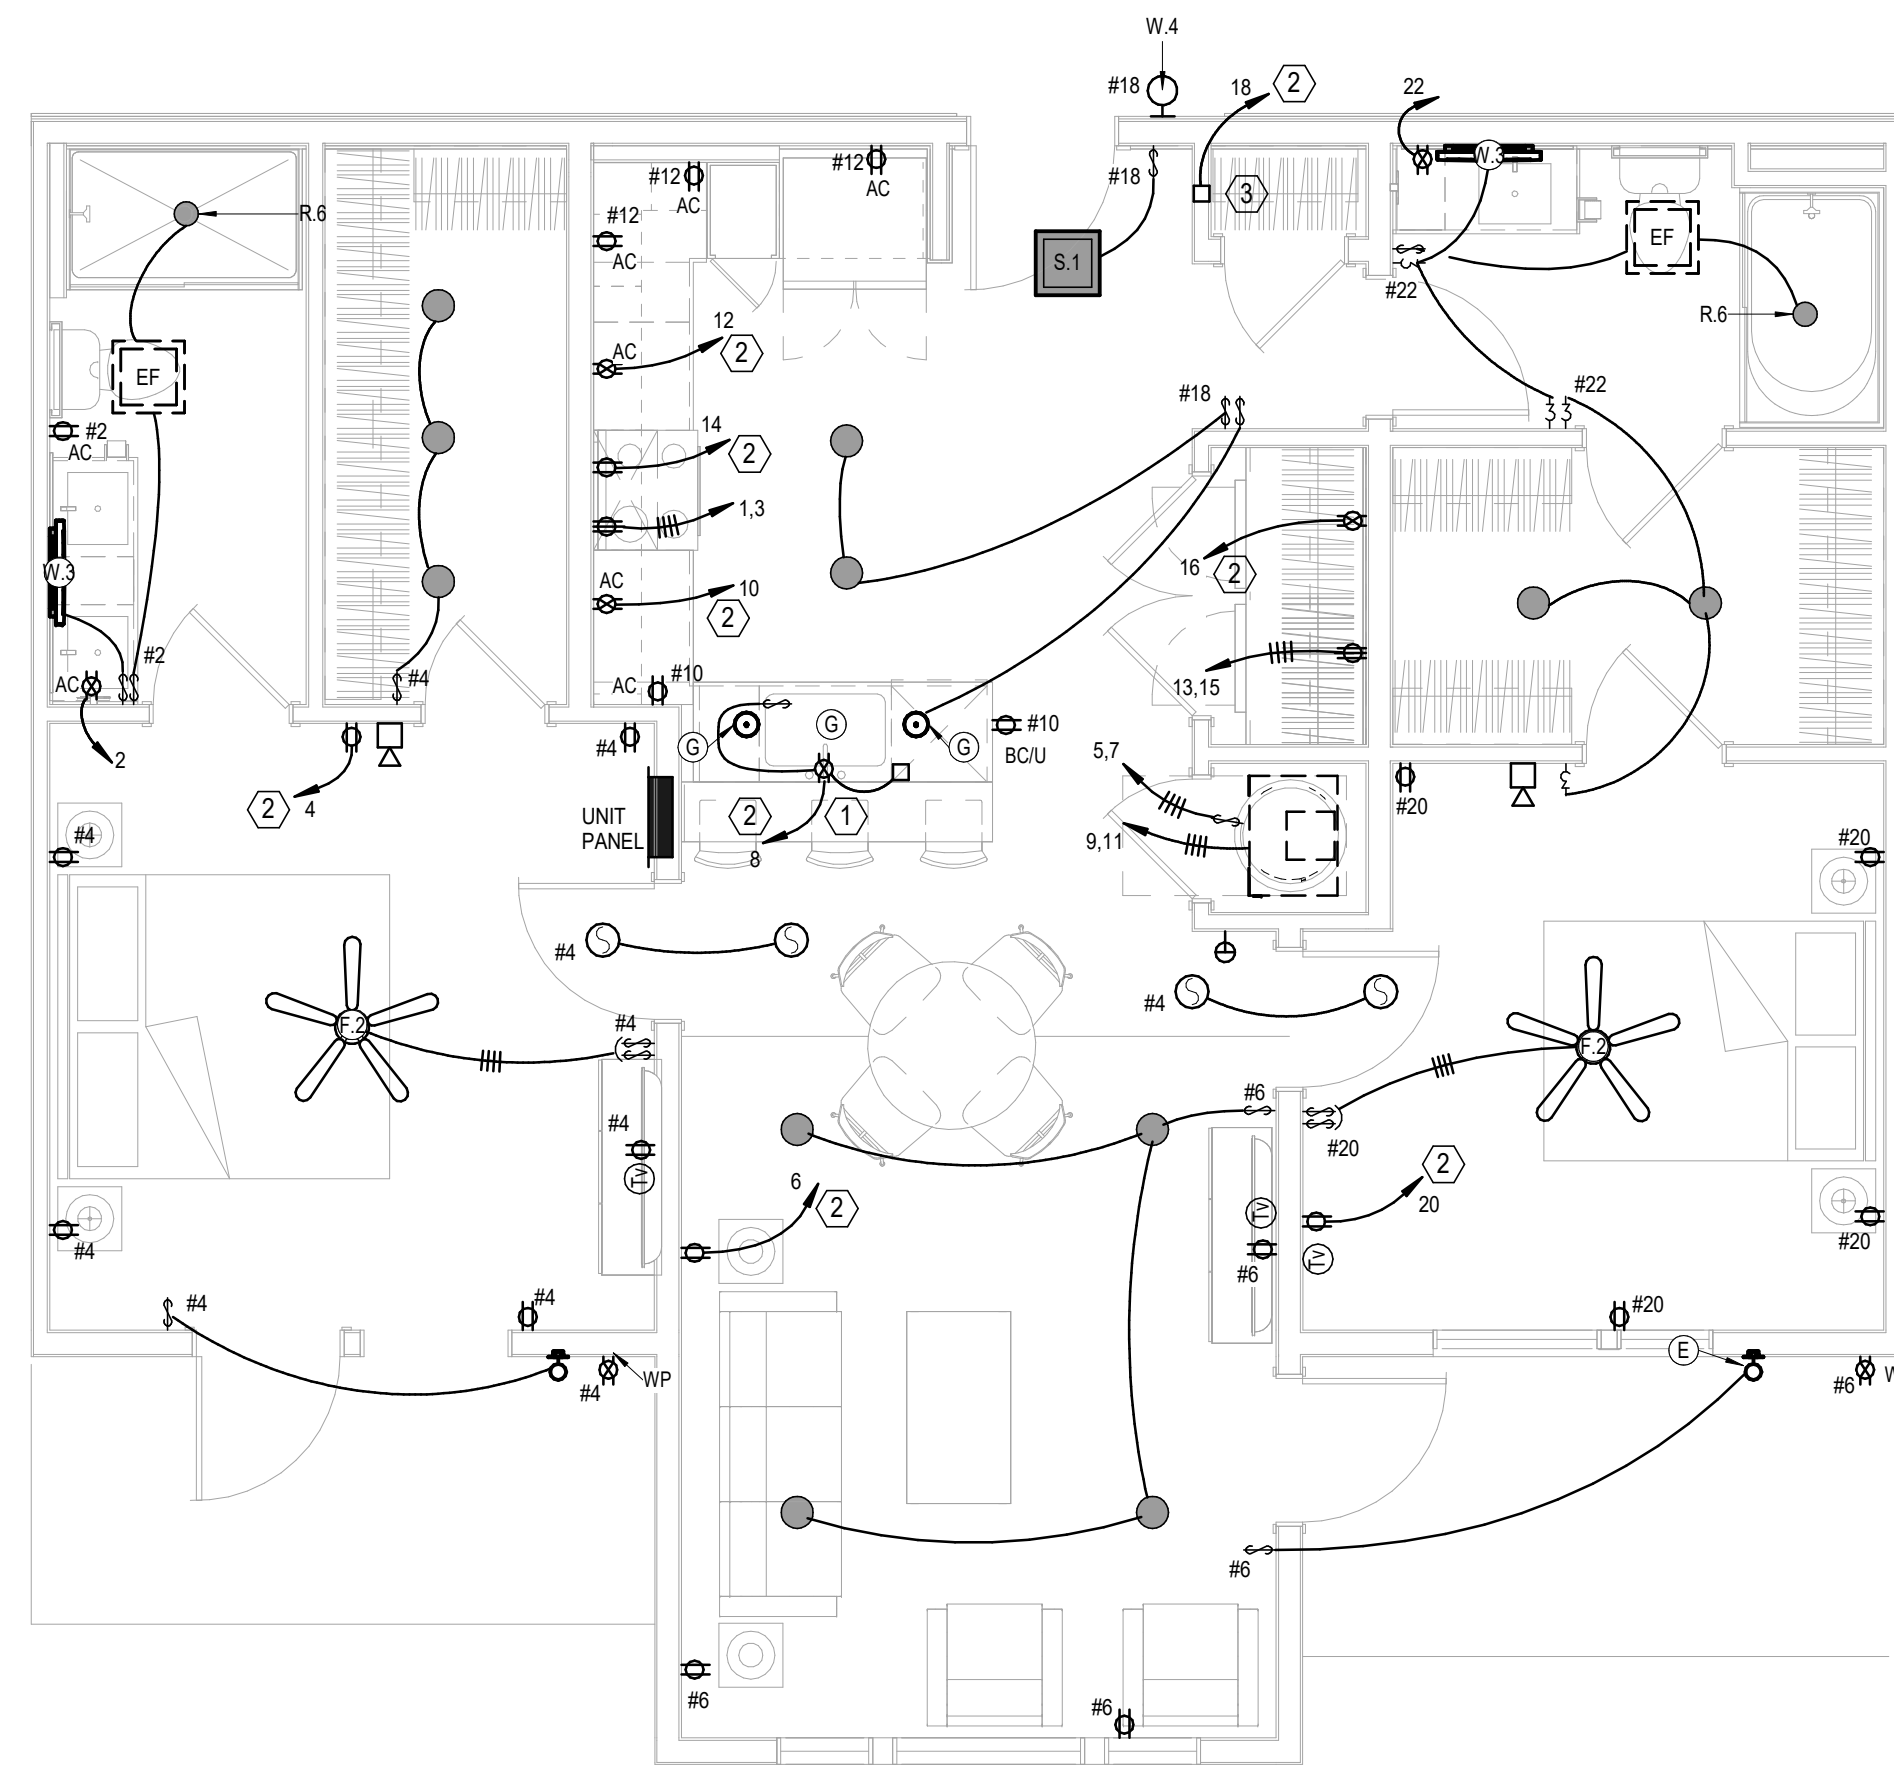 W.4
#18
18
2
22
#12
#12
AC
AC
#18
3
W.3
R.6
#12
AC
S.1
EF
#22
R.6
12
AC
2
EF
#2
AC
#18
#22
14
2
1,3
W.3
16
2
AC
10
2
#2
AC
#4
AC
#10
13,15
2
#4
G
G
G
#10
BC/U
5,7
2
4
UNIT
PANEL
2
1
8
9,11
#20
#4
#20
#4
#4
F.2
#4
F.2
#4
#6
#20
TV
6
2
2
20
TV
TV
#4
#6
#20
#4
#4
#20
E
WP
#4
#6
W
#6
#6
#6